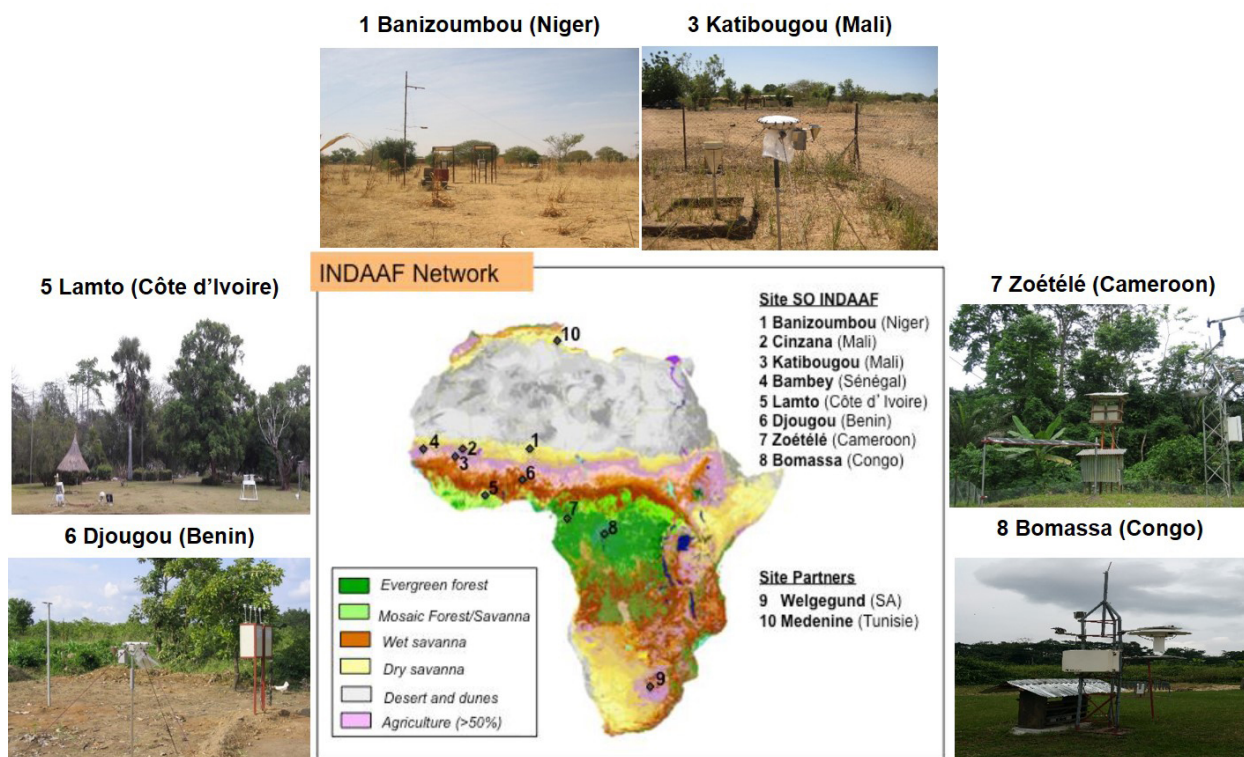 1 Banizoumbou (Niger)
3 Katibougou (Mali)
5 Lamto (Côte d’Ivoire)
7 Zoétélé (Cameroon)
6 Djougou (Benin)
8 Bomassa (Congo)
INDAAF Network
Site SO INDAAF
1 Banizoumbou (Niger)
2 Cinzana (Mali)
3 Katibougou (Mali)
4 Bambey (Sénégal)
5 Lamto (Côte d’ Ivoire)
6 Djougou (Benin)
7 Zoétélé (Cameroon)
8 Bomassa (Congo)
Site Partners
9 Welgegund (SA)
10 Medenine (Tunisie)
10
4
2
1
3
6
5
7
8
9
Evergreen forest
Mosaic Forest/Savanna
Wet savanna
Dry savanna
Desert and dunes
Agriculture (>50%)